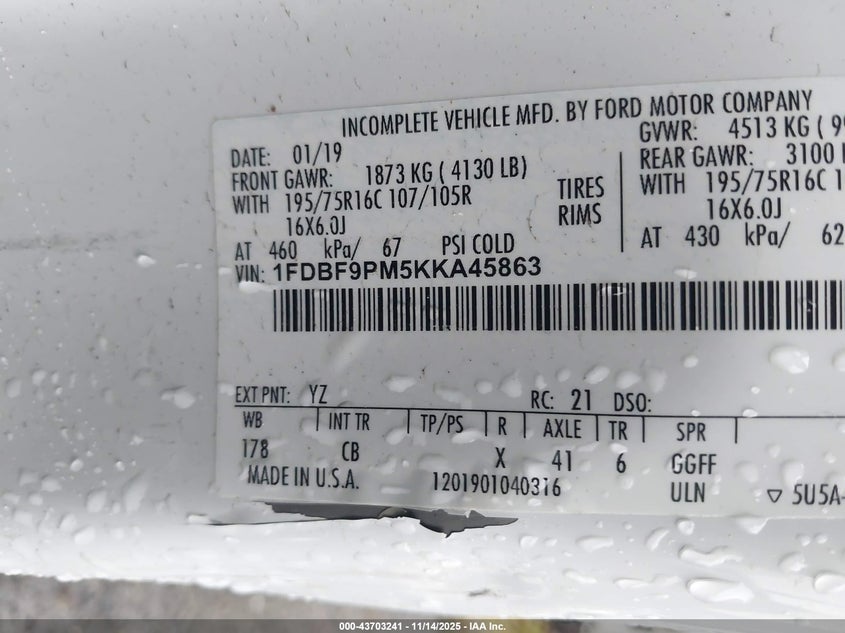 INCOMPLETE VEHICLE MFD. BY FORD MOTOR COMPANY
DATE: 01/19
GVWR: 4513 KG (
FRONT GAWR: 1873 KG ( 4130 LB)
REAR GAWR: 3100
WITH 195/75R16C 107/105R
TIRES
WITH 195/75R16C
16X6.0J
RIMS
16X6.0J
AT 460 kPa/ 67 PSI COLD
AT 430 kPa/ 62
VIN: 1FDBF9PM5KKA45863
EXT PNT: YZ RC: 21 DSO:
WB INT TR TP/PS R AXLE TR SPR
178 CB X 41 6 GGFF
MADE IN U.S.A. 1201901040316 ULN 5U5A-
000-43703241 - 11/14/2025 - IAA Inc.